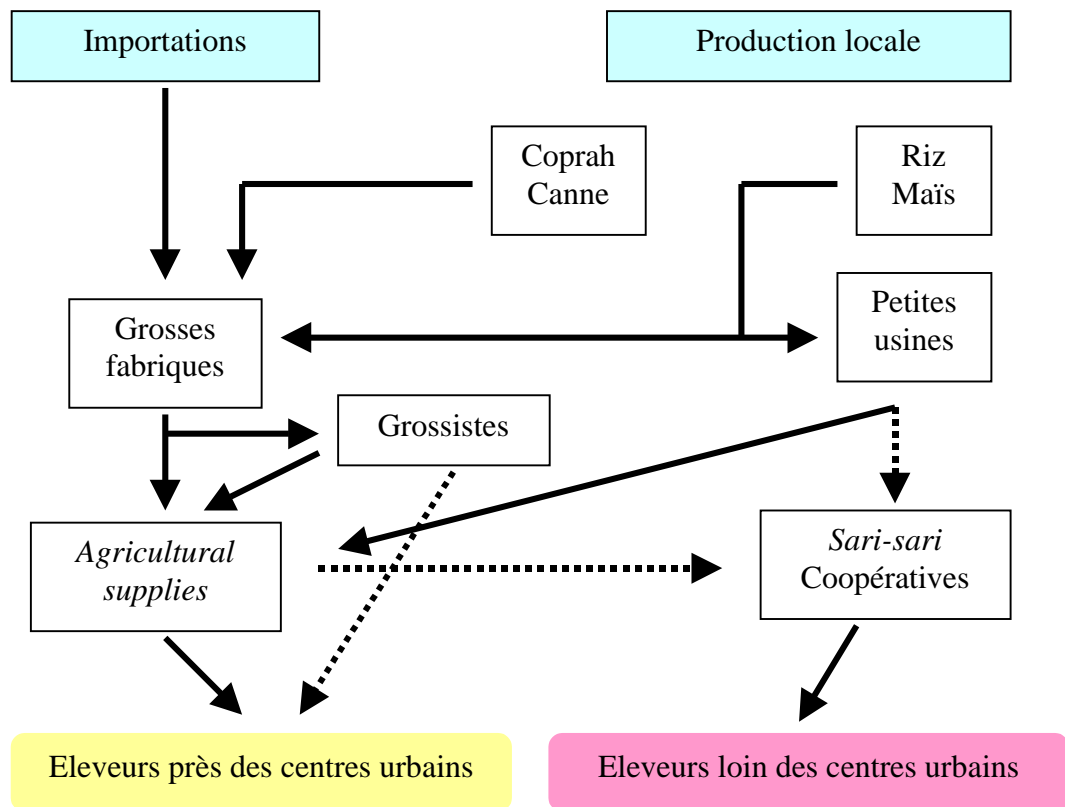 Importations
Production locale
Coprah
Canne
Riz
Maïs
Grosses
fabriques
Petites
usines
Grossistes
Agricultural
supplies
Sari-sari
Coopératives
Eleveurs près des centres urbains
Eleveurs loin des centres urbains